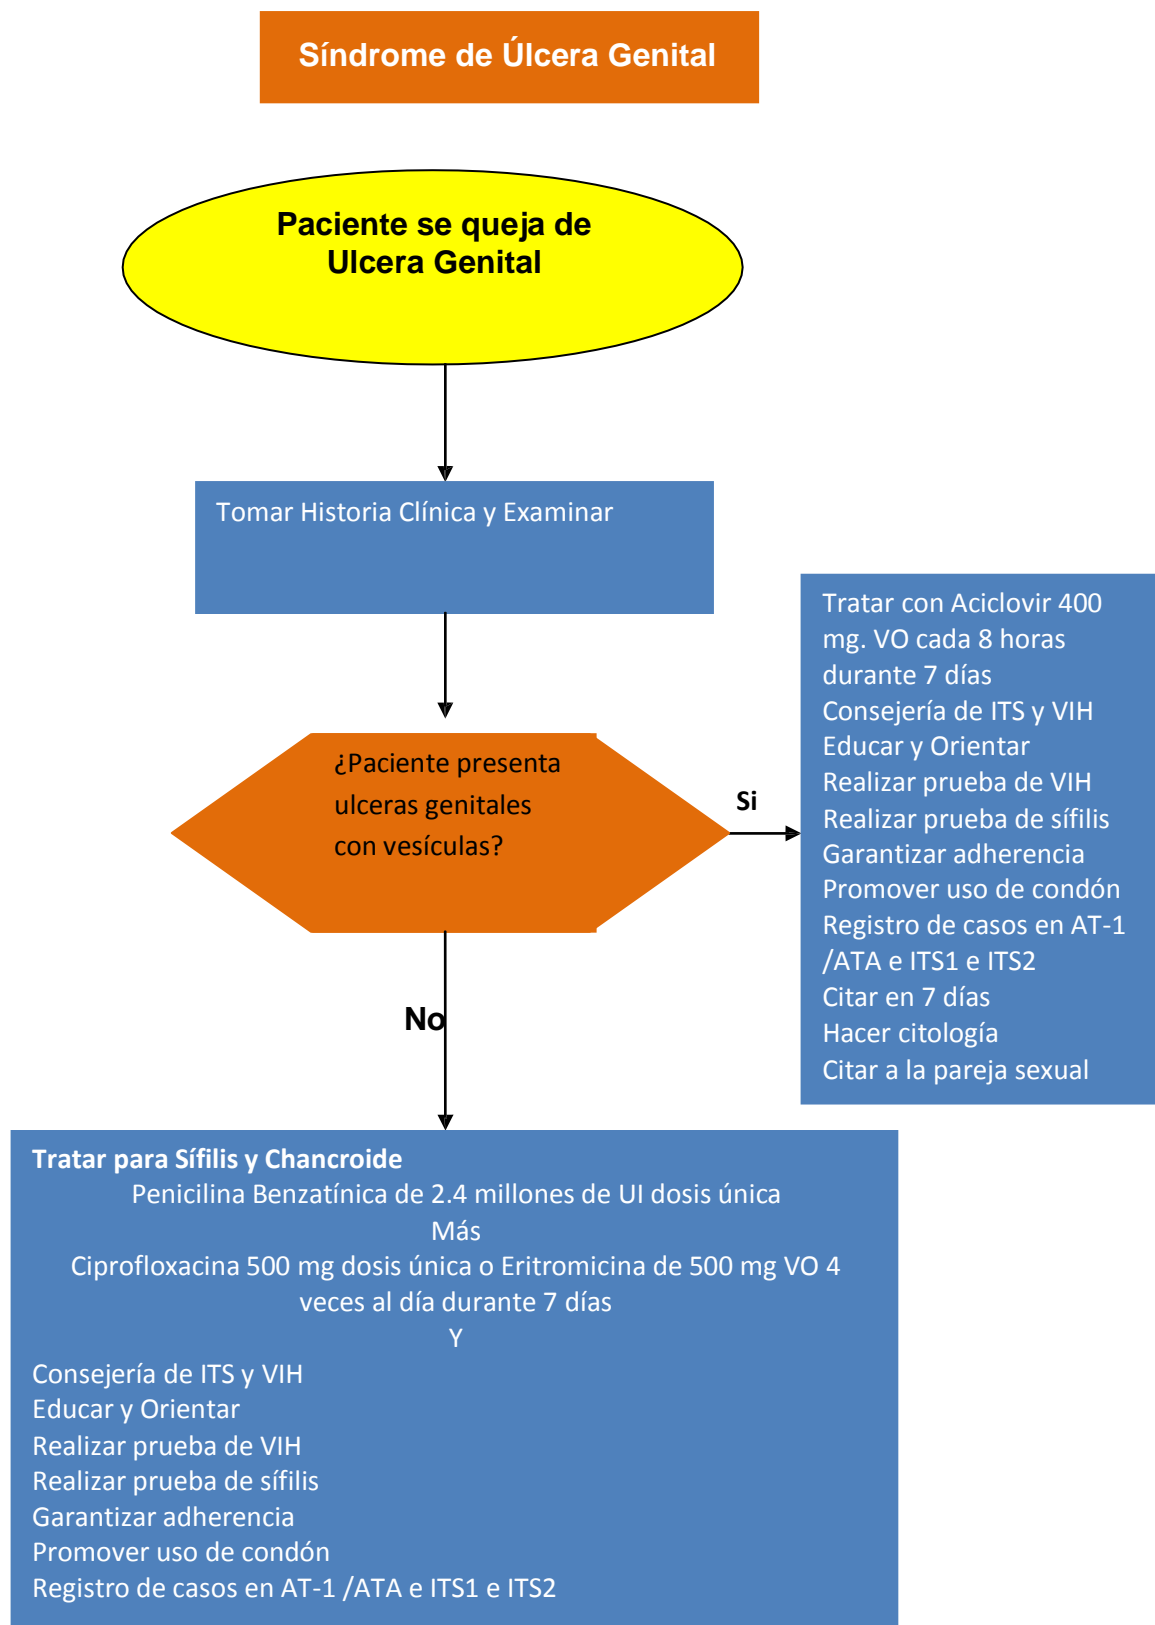 Síndrome de Úlcera Genital
Paciente se queja de
Ulcera Genital
Tomar Historia Clínica y Examinar
¿Paciente presenta
ulceras genitales
con vesículas?
Si
Tratar con Aciclovir 400
mg. VO cada 8 horas
durante 7 días
Consejería de ITS y VIH
Educar y Orientar
Realizar prueba de VIH
Realizar prueba de sífilis
Garantizar adherencia
Promover uso de condón
Registro de casos en AT-1
/ATA e ITS1 e ITS2
Citar en 7 días
Hacer citología
Citar a la pareja sexual
No
Tratar para Sífilis y Chancroide
Penicilina Benzatínica de 2.4 millones de UI dosis única
Más
Ciprofloxacina 500 mg dosis única o Eritromicina de 500 mg VO 4
veces al día durante 7 días
Y
Consejería de ITS y VIH
Educar y Orientar
Realizar prueba de VIH
Realizar prueba de sífilis
Garantizar adherencia
Promover uso de condón
Registro de casos en AT-1 /ATA e ITS1 e ITS2